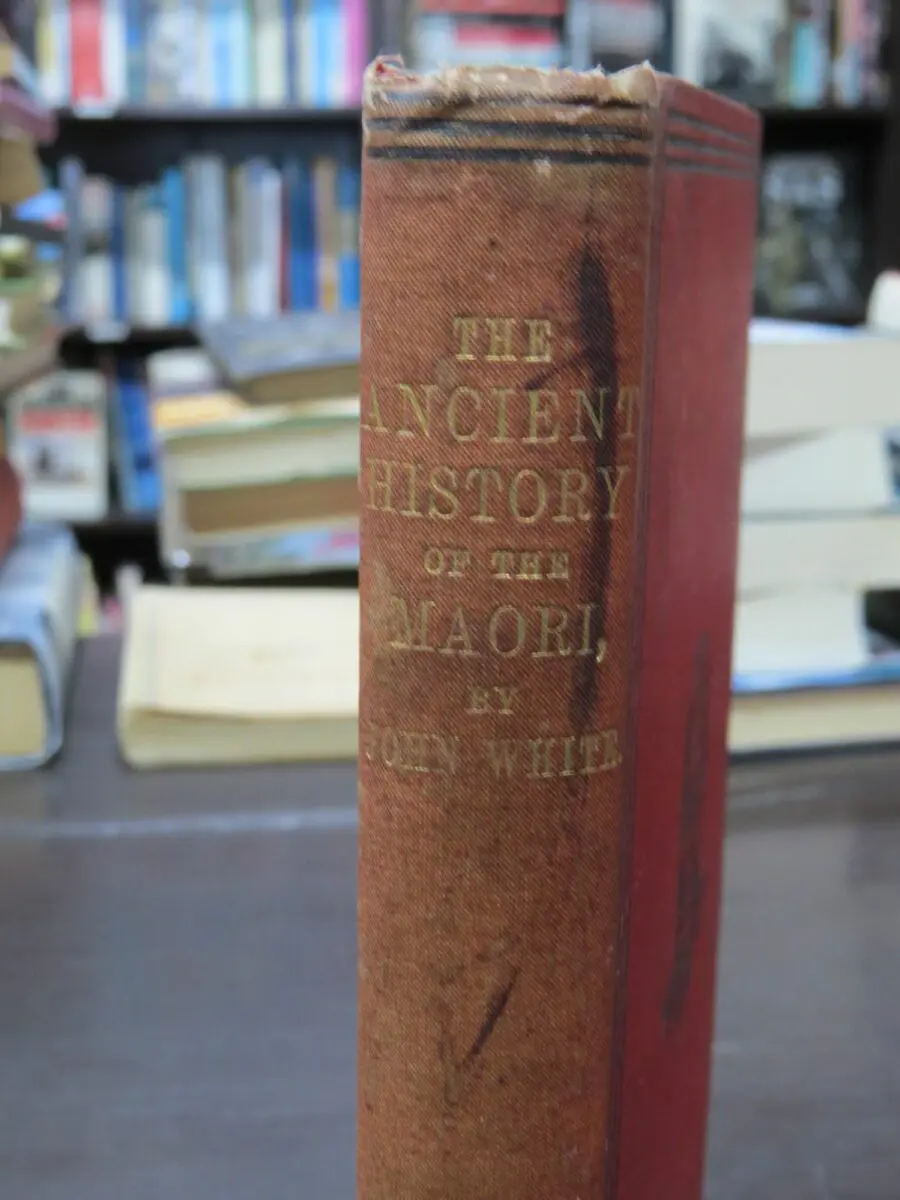 THE
ANCIENT
HISTORY
OF THE
MAORI,
BY
JOHN WHITE